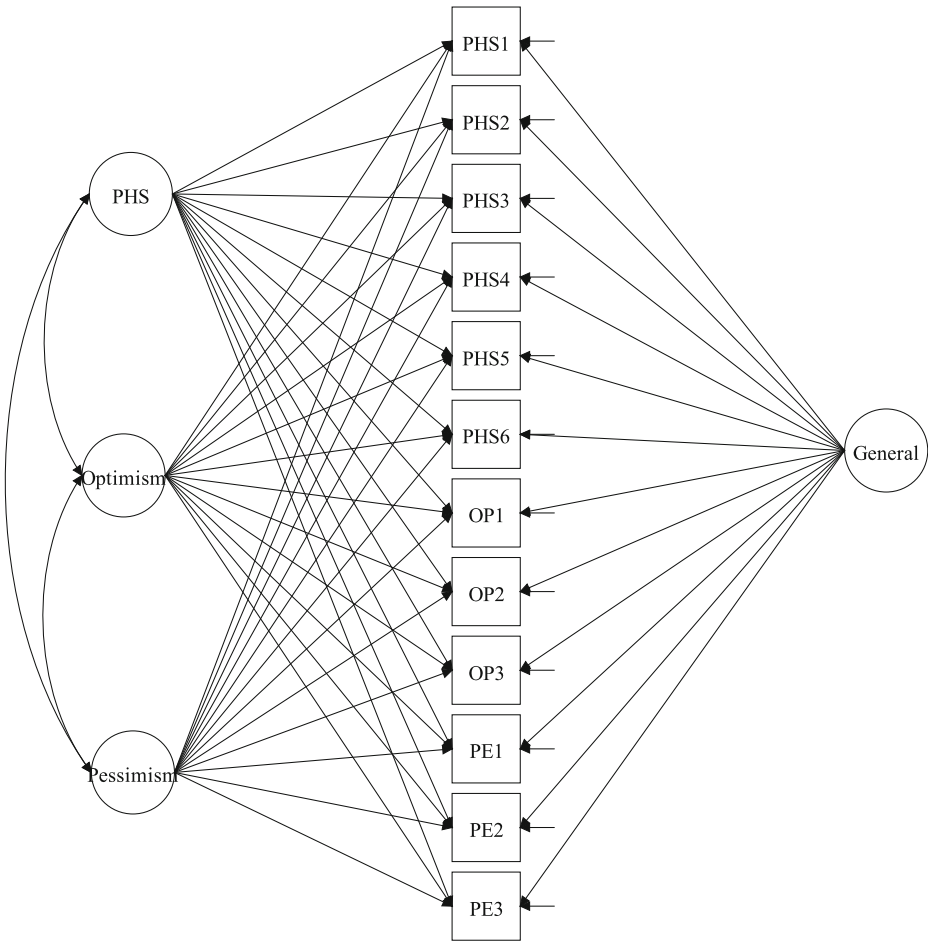 PHS1
PHS2
PHS3
PHS4
PHS5
PHS6
OP1
OP2
OP3
PE1
PE2
PE3
PHS
Optimism
Pessimism
General